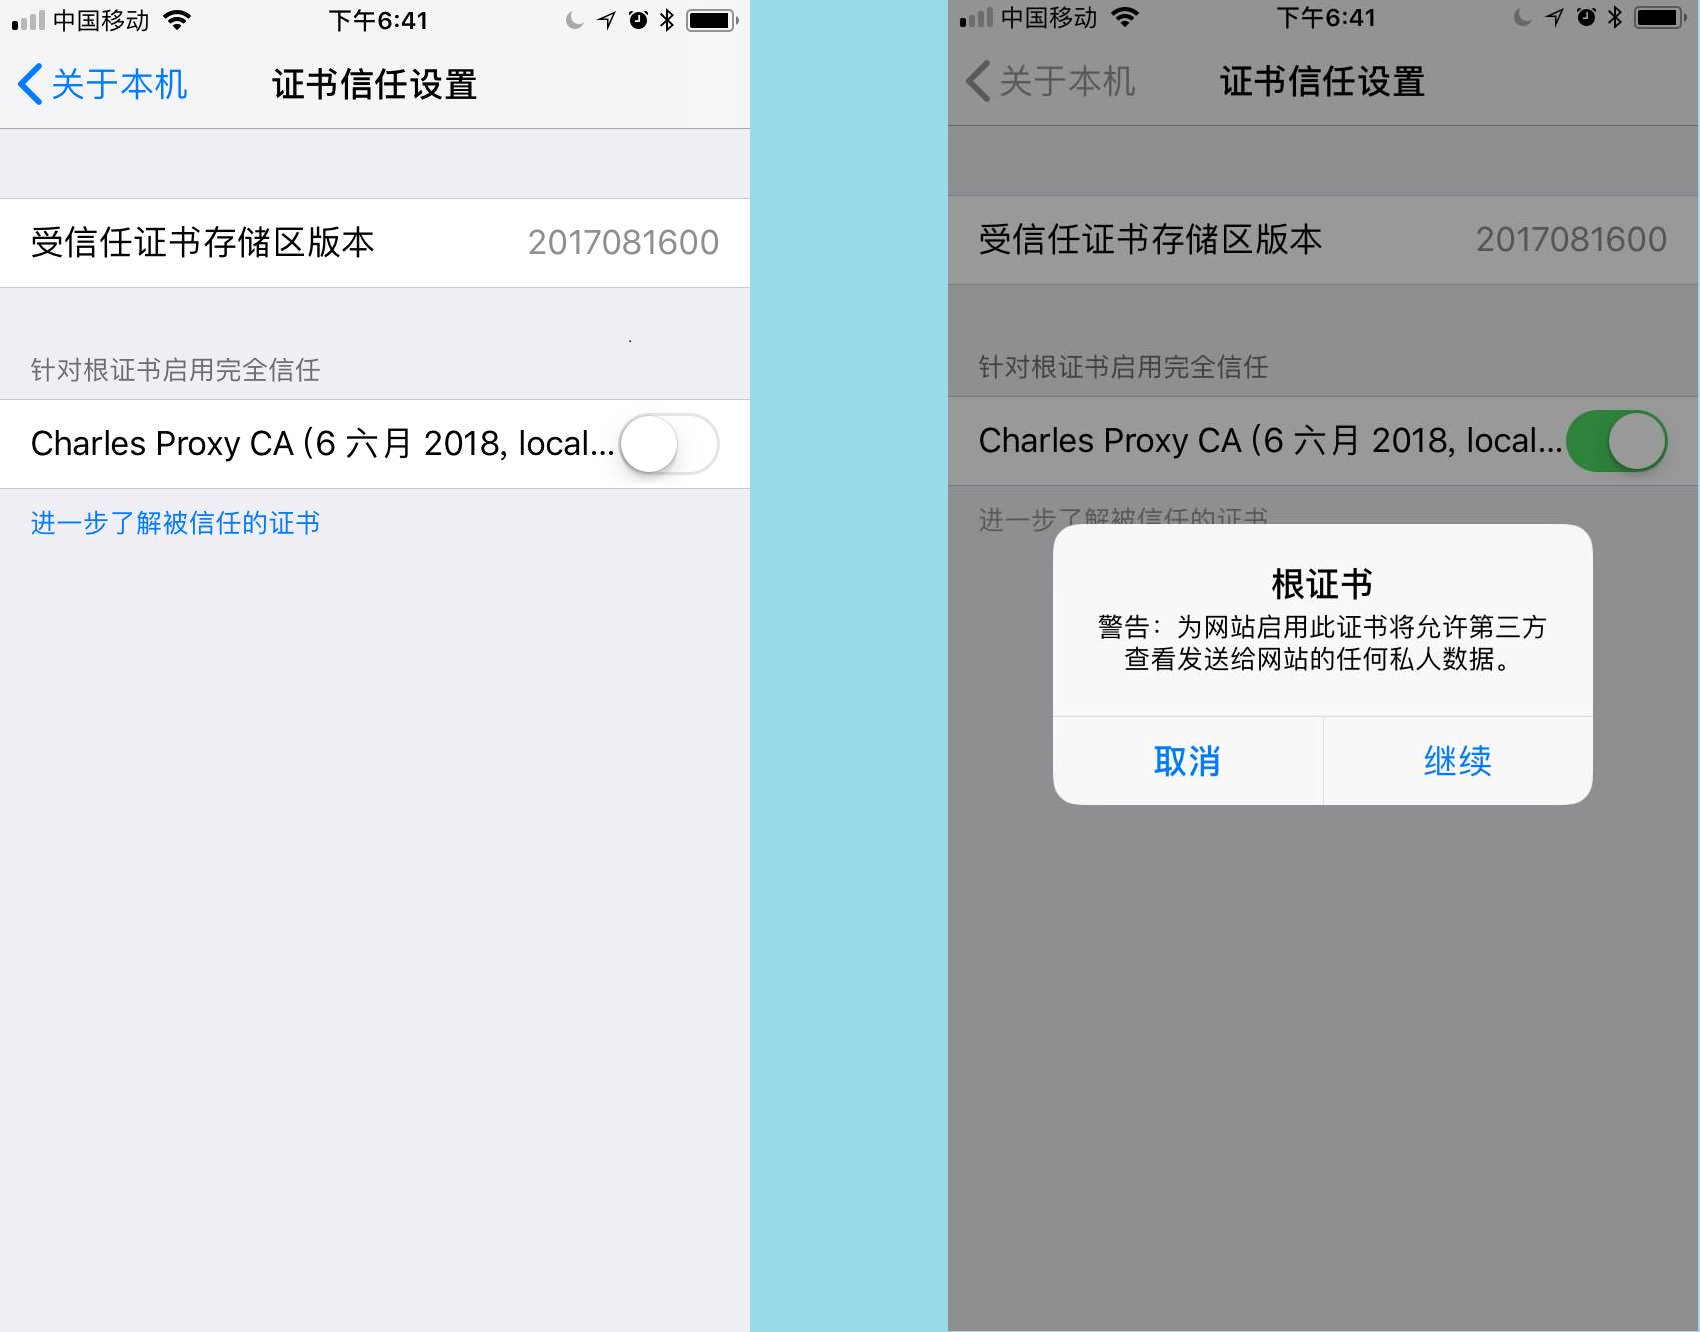 中国移动
下午6:41
关于本机
证书信任设置
受信任证书存储区版本
2017081600
针对根证书启用完全信任
Charles Proxy CA (6 六月 2018, local...
进一步了解被信任的证书
中国移动
下午6:41
关于本机
证书信任设置
受信任证书存储区版本
2017081600
针对根证书启用完全信任
Charles Proxy CA (6 六月 2018, local...
进一步了解被信任的证书
根证书
警告：为网站启用此证书将允许第三方
查看发送给网站的任何私人数据。
取消
继续